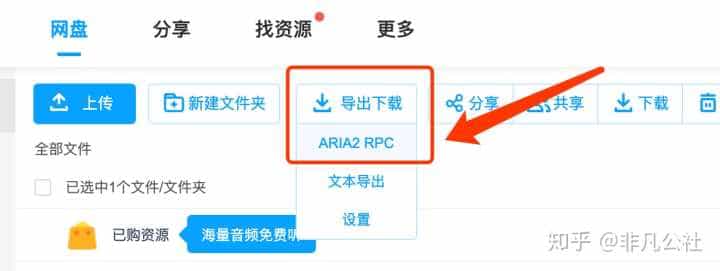 网盘 分享 找资源 更多
上传 新建文件夹 导出下载 分享 共享 下载
ARIA2 RPC
全部文件
文本导出
已选中1个文件/文件夹
设置
已购资源 海量音频免费听
知乎 @非凡公社